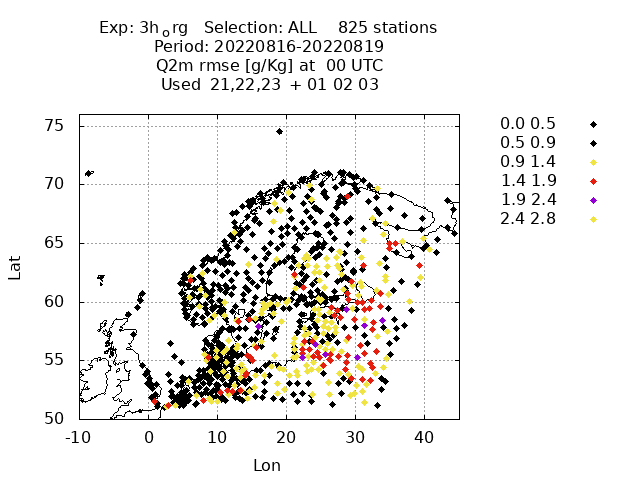 Exp: 3horg Selection: ALL 825 stations
Period: 20220816-20220819
Q2m rmse [g/Kg] at 00 UTC
Used 21,22,23 + 01 02 03
0.0 0.5
0.5 0.9
0.9 1.4
1.4 1.9
1.9 2.4
2.4 2.8
75
70
65
60
55
50
Lat
-10 0 10 20 30 40
Lon